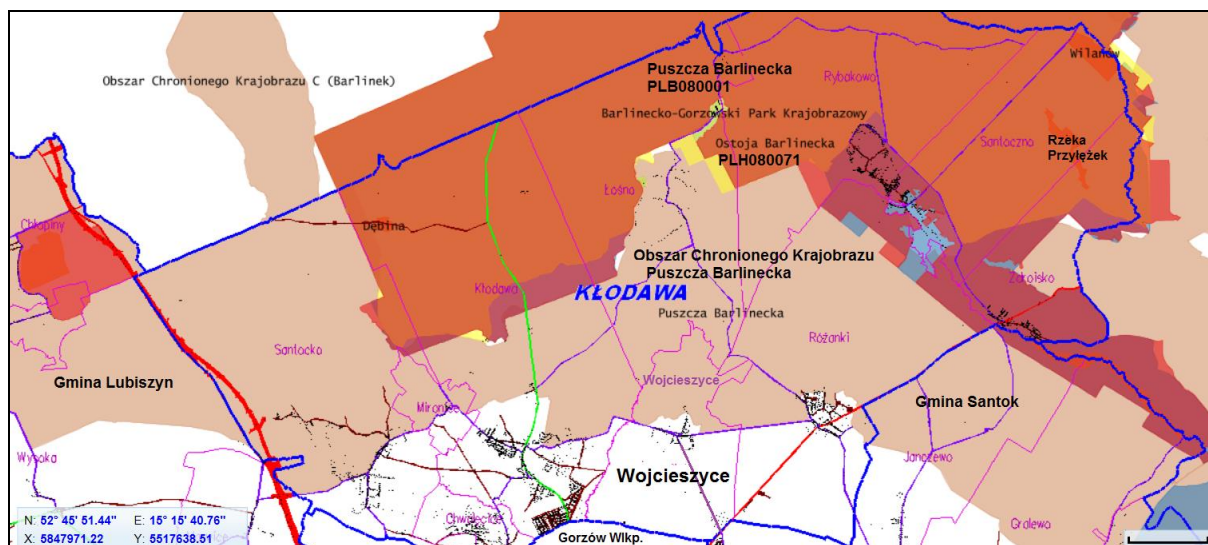 Obszar Chronionego Krajobrazu C (Barlinek)
Puszcza Barlinecka
PLB080001
Rybakowo
Wilanów
Barlinecko-Gorzowski Park Krajobrazowy
Ostoja Barlinecka
PLH080071
Santoczno
Rzeka
Przyłężek
Łośno
Chłopiny
Dębina
Obszar Chronionego Krajobrazu
Puszcza Barlinecka
Kłodawa
KŁODAWA
Zdroisko
Puszcza Barlinecka
Różanki
Santocko
Gmina Lubiszyn
Wojcieszyce
Gmina Santok
Mironice
Wysoka
Janczewo
Wojcieszyce
Chwalęcice
Gralewo
Gorzów Wlkp.
N: 52° 45' 51.44" E: 15° 15' 40.76"
X: 5847971.22 Y: 5517638.51